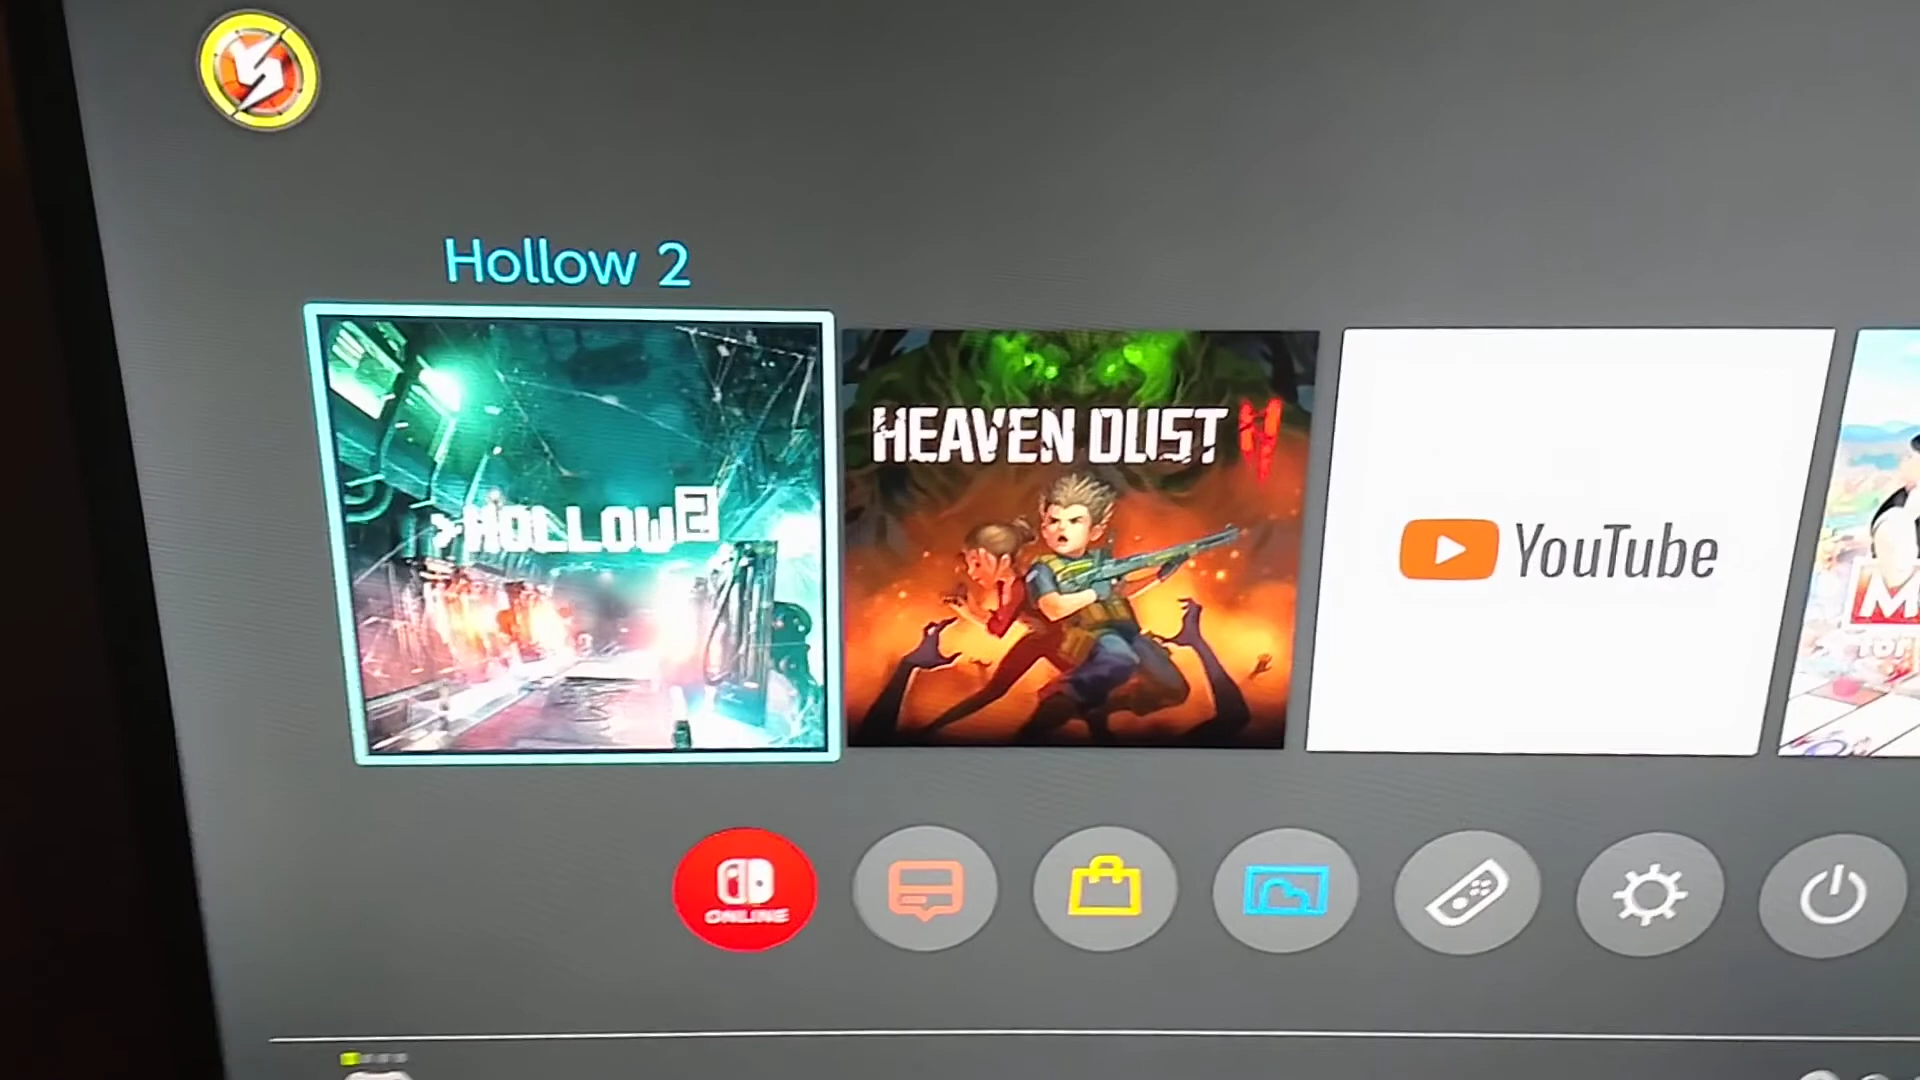 Hollow 2
>HOLLOW2
HEAVEN DUST II
YouTube
M
ONLINE